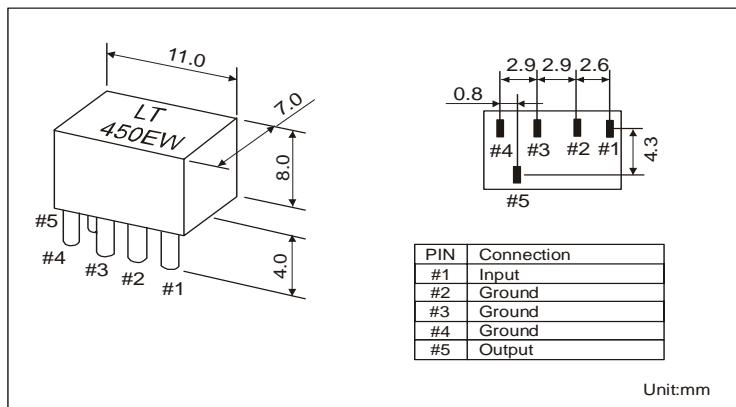 11.0
7.0
LT
450EW
8.0
4.0
#5
#4
#3
#2
#1
2.9 2.9 2.6
0.8
#4 #3 #2 #1
4.3
#5
PIN Connection
#1 Input
#2 Ground
#3 Ground
#4 Ground
#5 Output
Unit:mm